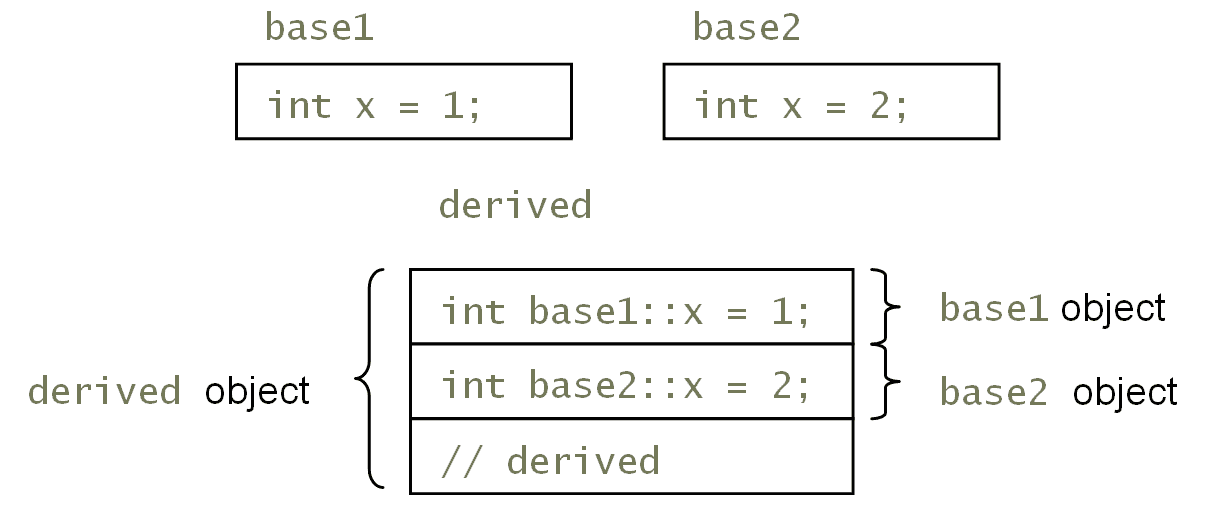 base1 base2
int x = 1; int x = 2;
derived
int base1::x = 1; base1 object
derived object int base2::x = 2; base2 object
// derived